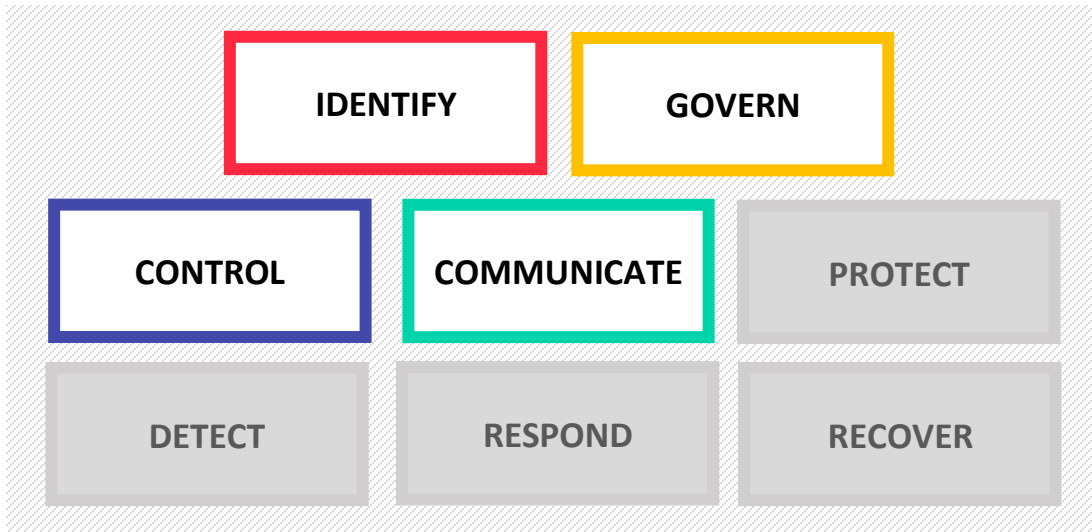 IDENTIFY
GOVERN
CONTROL
COMMUNICATE
PROTECT
DETECT
RESPOND
RECOVER